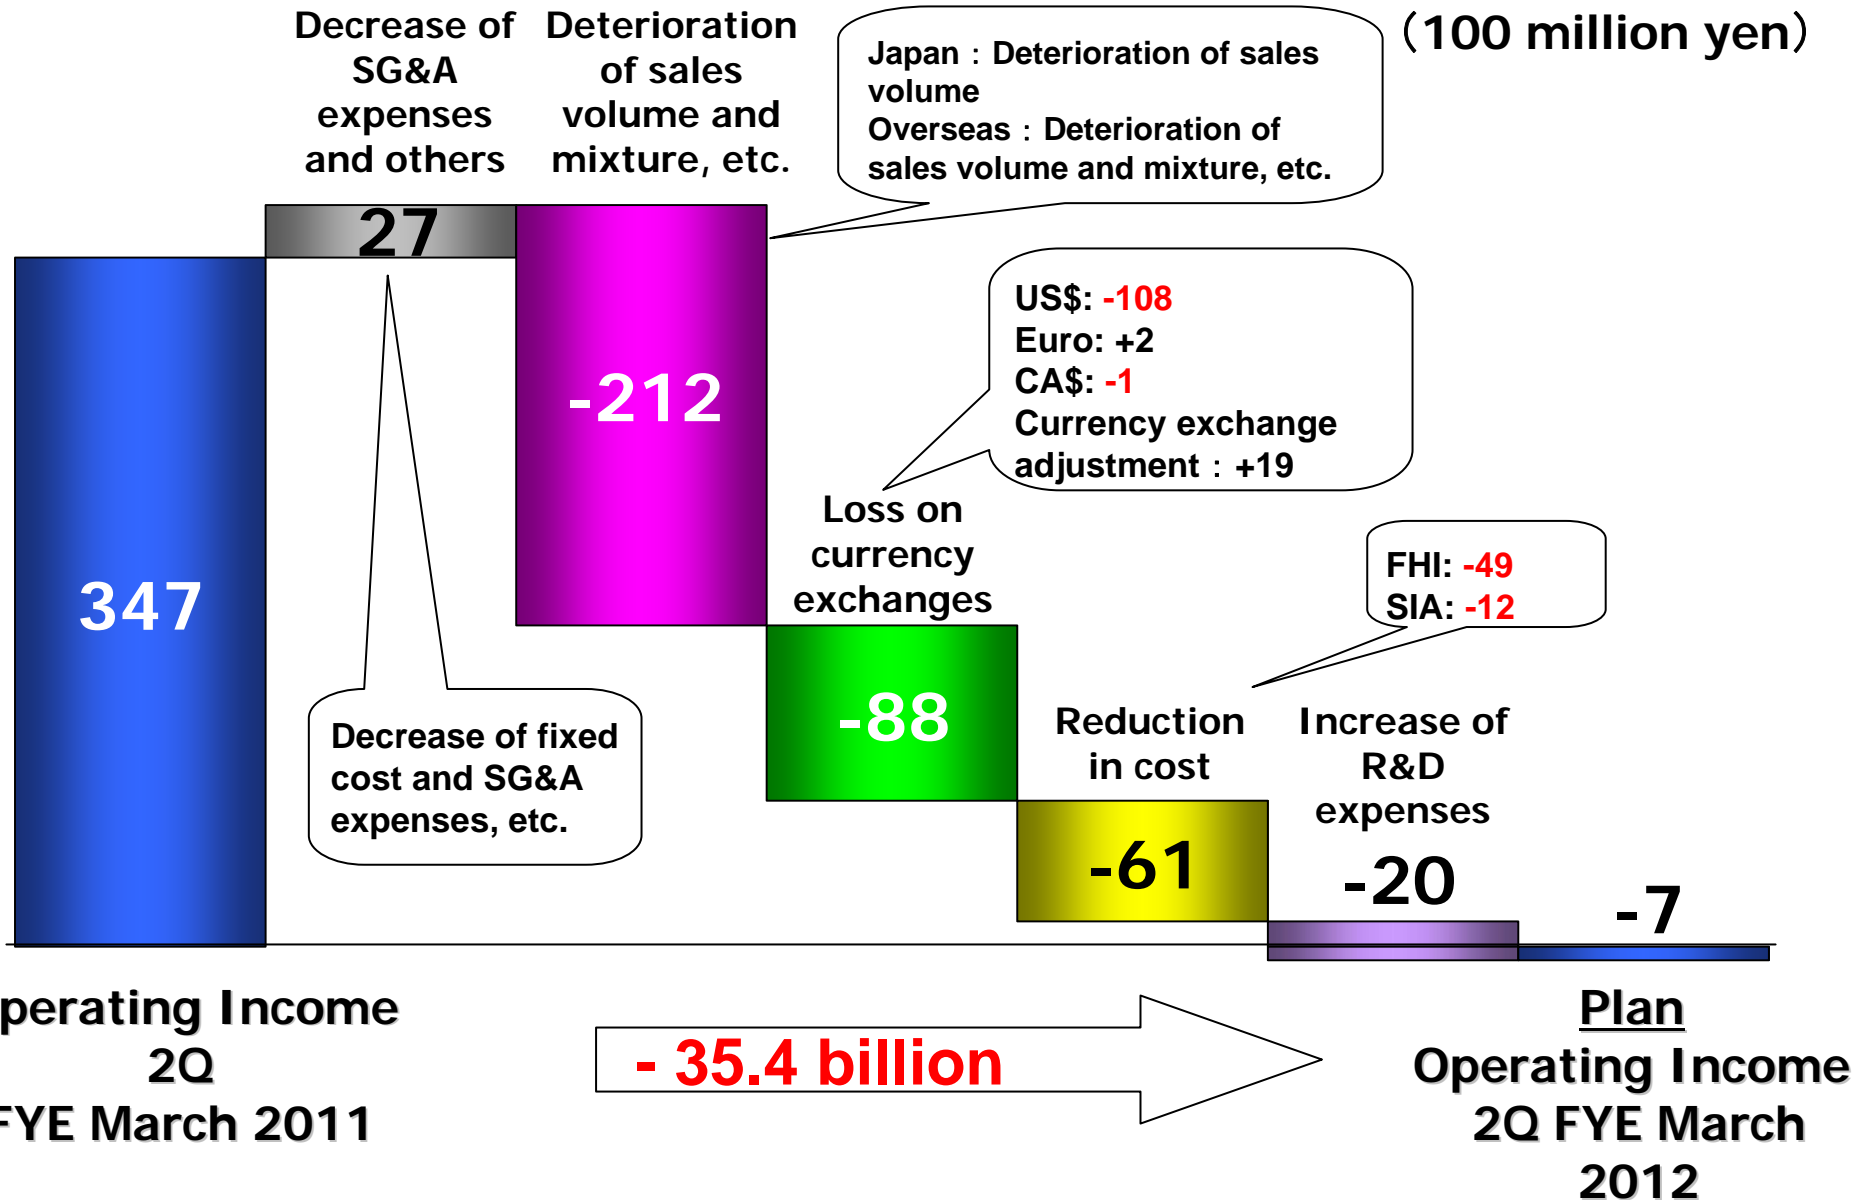 Decrease of
SG&A
expenses
and others
Deterioration
of sales
volume and
mixture, etc.
Japan：Deterioration of sales
volume
Overseas：Deterioration of
sales volume and mixture, etc.
（100 million yen）
27
-212
US$: -108
Euro: +2
CA$: -1
Currency exchange
adjustment：+19
347
Loss on
currency
exchanges
FHI: -49
SIA: -12
-88
Decrease of fixed
cost and SG&A
expenses, etc.
Reduction
in cost
-61
Increase of
R&D
expenses
-20
-7
perating Income
2Q
FYE March 2011
- 35.4 billion
Plan
Operating Income
2Q FYE March
2012